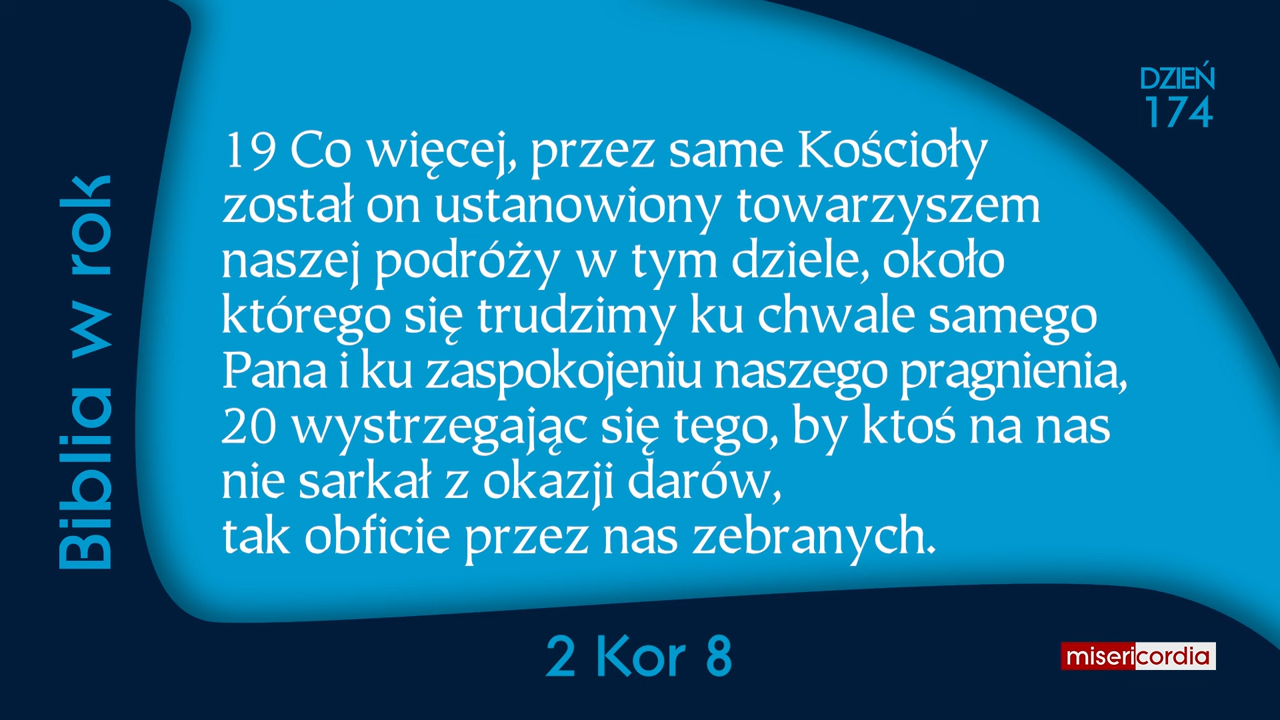 DZIEŃ
174
Biblia w rok
19 Co więcej, przez same Kościoły
został on ustanowiony towarzyszem
naszej podróży w tym dziele, około
którego się trudzimy ku chwale samego
Pana i ku zaspokojeniu naszego pragnienia,
20 wystrzegając się tego, by ktoś na nas
nie sarkał z okazji darów,
tak obficie przez nas zebranych.
2 Kor 8
misericordia